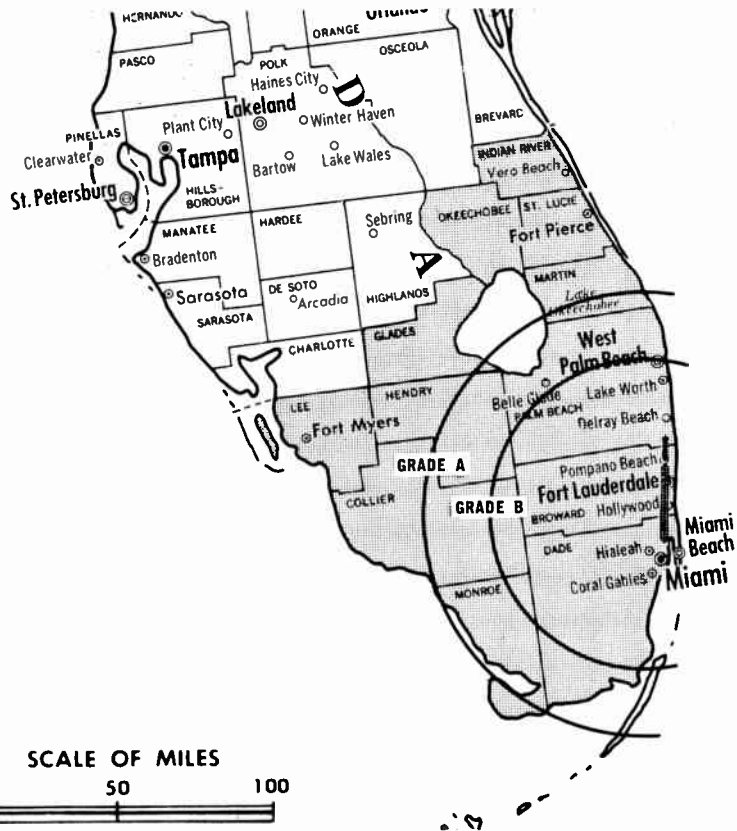 HERNANDO
Orlando
ORANGE
PASCO
OSCEOLA
POLK
Haines City
D
Lakeland
BREVARD
Plant City
Winter Haven
PINELLAS
Clearwater
Tampa
Bartow
Lake Wales
INDIAN RIVER
Vero Beach
St. Petersburg
HILLS-
BOROUGH
OKEECHOBEE
ST. LUCIE
MANATEE
HARDEE
Sebring
Fort Pierce
Bradenton
A
MARTIN
Sarasota
DE SOTO
Arcadia
HIGHLANDS
Lake
Okeechobee
SARASOTA
CHARLOTTE
GLADES
West
Palm Beach
LEE
HENDRY
Belle Glade
Lake Worth
PALM BEACH
Delray Beach
Fort Myers
GRADE A
Pompano Beach
COLLIER
Fort Lauderdale
GRADE B
BROWARD
Hollywood
Miami
Beach
DADE
Hialeah
Coral Gables
Miami
MONROE
SCALE OF MILES
50
100